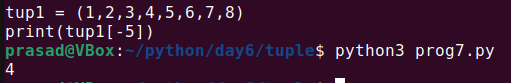 tup1 = (1,2,3,4,5,6,7,8)
print(tup1[-5])
prasad@VBox:~/python/day6/tuple$ python3 prog7.py
4